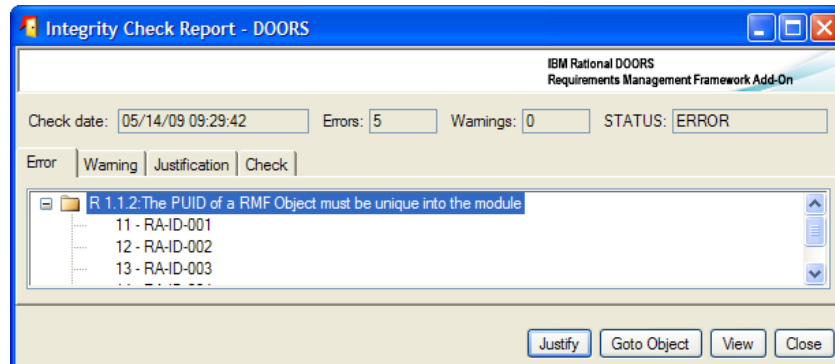 Integrity Check Report - DOORS
IBM Rational DOORS
Requirements Management Framework Add-On
Check date: 05/14/09 09:29:42 Errors: 5 Warnings: 0 STATUS: ERROR
Error Warning Justification Check
R 1.1.2:The PUID of a RMF Object must be unique into the module
11 - RA-ID-001
12 - RA-ID-002
13 - RA-ID-003
Justify Goto Object View Close